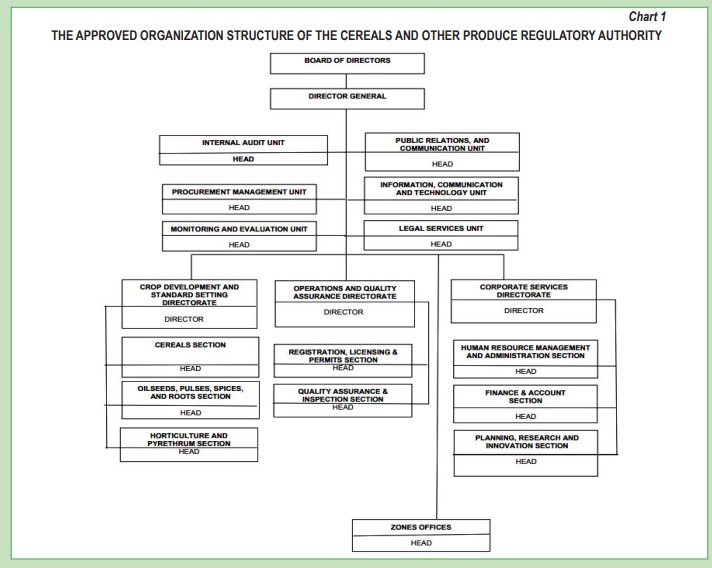 Chart 1
THE APPROVED ORGANIZATION STRUCTURE OF THE CEREALS AND OTHER PRODUCE REGULATORY AUTHORITY
BOARD OF DIRECTORS
DIRECTOR GENERAL
INTERNAL AUDIT UNIT
HEAD
PUBLIC RELATIONS, AND
COMMUNICATION UNIT
HEAD
PROCUREMENT MANAGEMENT UNIT
HEAD
INFORMATION, COMMUNICATION
AND TECHNOLOGY UNIT
HEAD
MONITORING AND EVALUATION UNIT
HEAD
LEGAL SERVICES UNIT
HEAD
CROP DEVELOPMENT AND
STANDARD SETTING
DIRECTORATE
DIRECTOR
CEREALS SECTION
HEAD
OILSEEDS, PULSES, SPICES,
AND ROOTS SECTION
HEAD
HORTICULTURE AND
PYRETHRUM SECTION
HEAD
OPERATIONS AND QUALITY
ASSURANCE DIRECTORATE
DIRECTOR
REGISTRATION, LICENSING &
PERMITS SECTION
HEAD
QUALITY ASSURANCE &
INSPECTION SECTION
HEAD
CORPORATE SERVICES
DIRECTORATE
DIRECTOR
HUMAN RESOURCE MANAGEMENT
AND ADMINISTRATION SECTION
HEAD
FINANCE & ACCOUNT
SECTION
HEAD
PLANNING, RESEARCH AND
INNOVATION SECTION
HEAD
ZONES OFFICES
HEAD